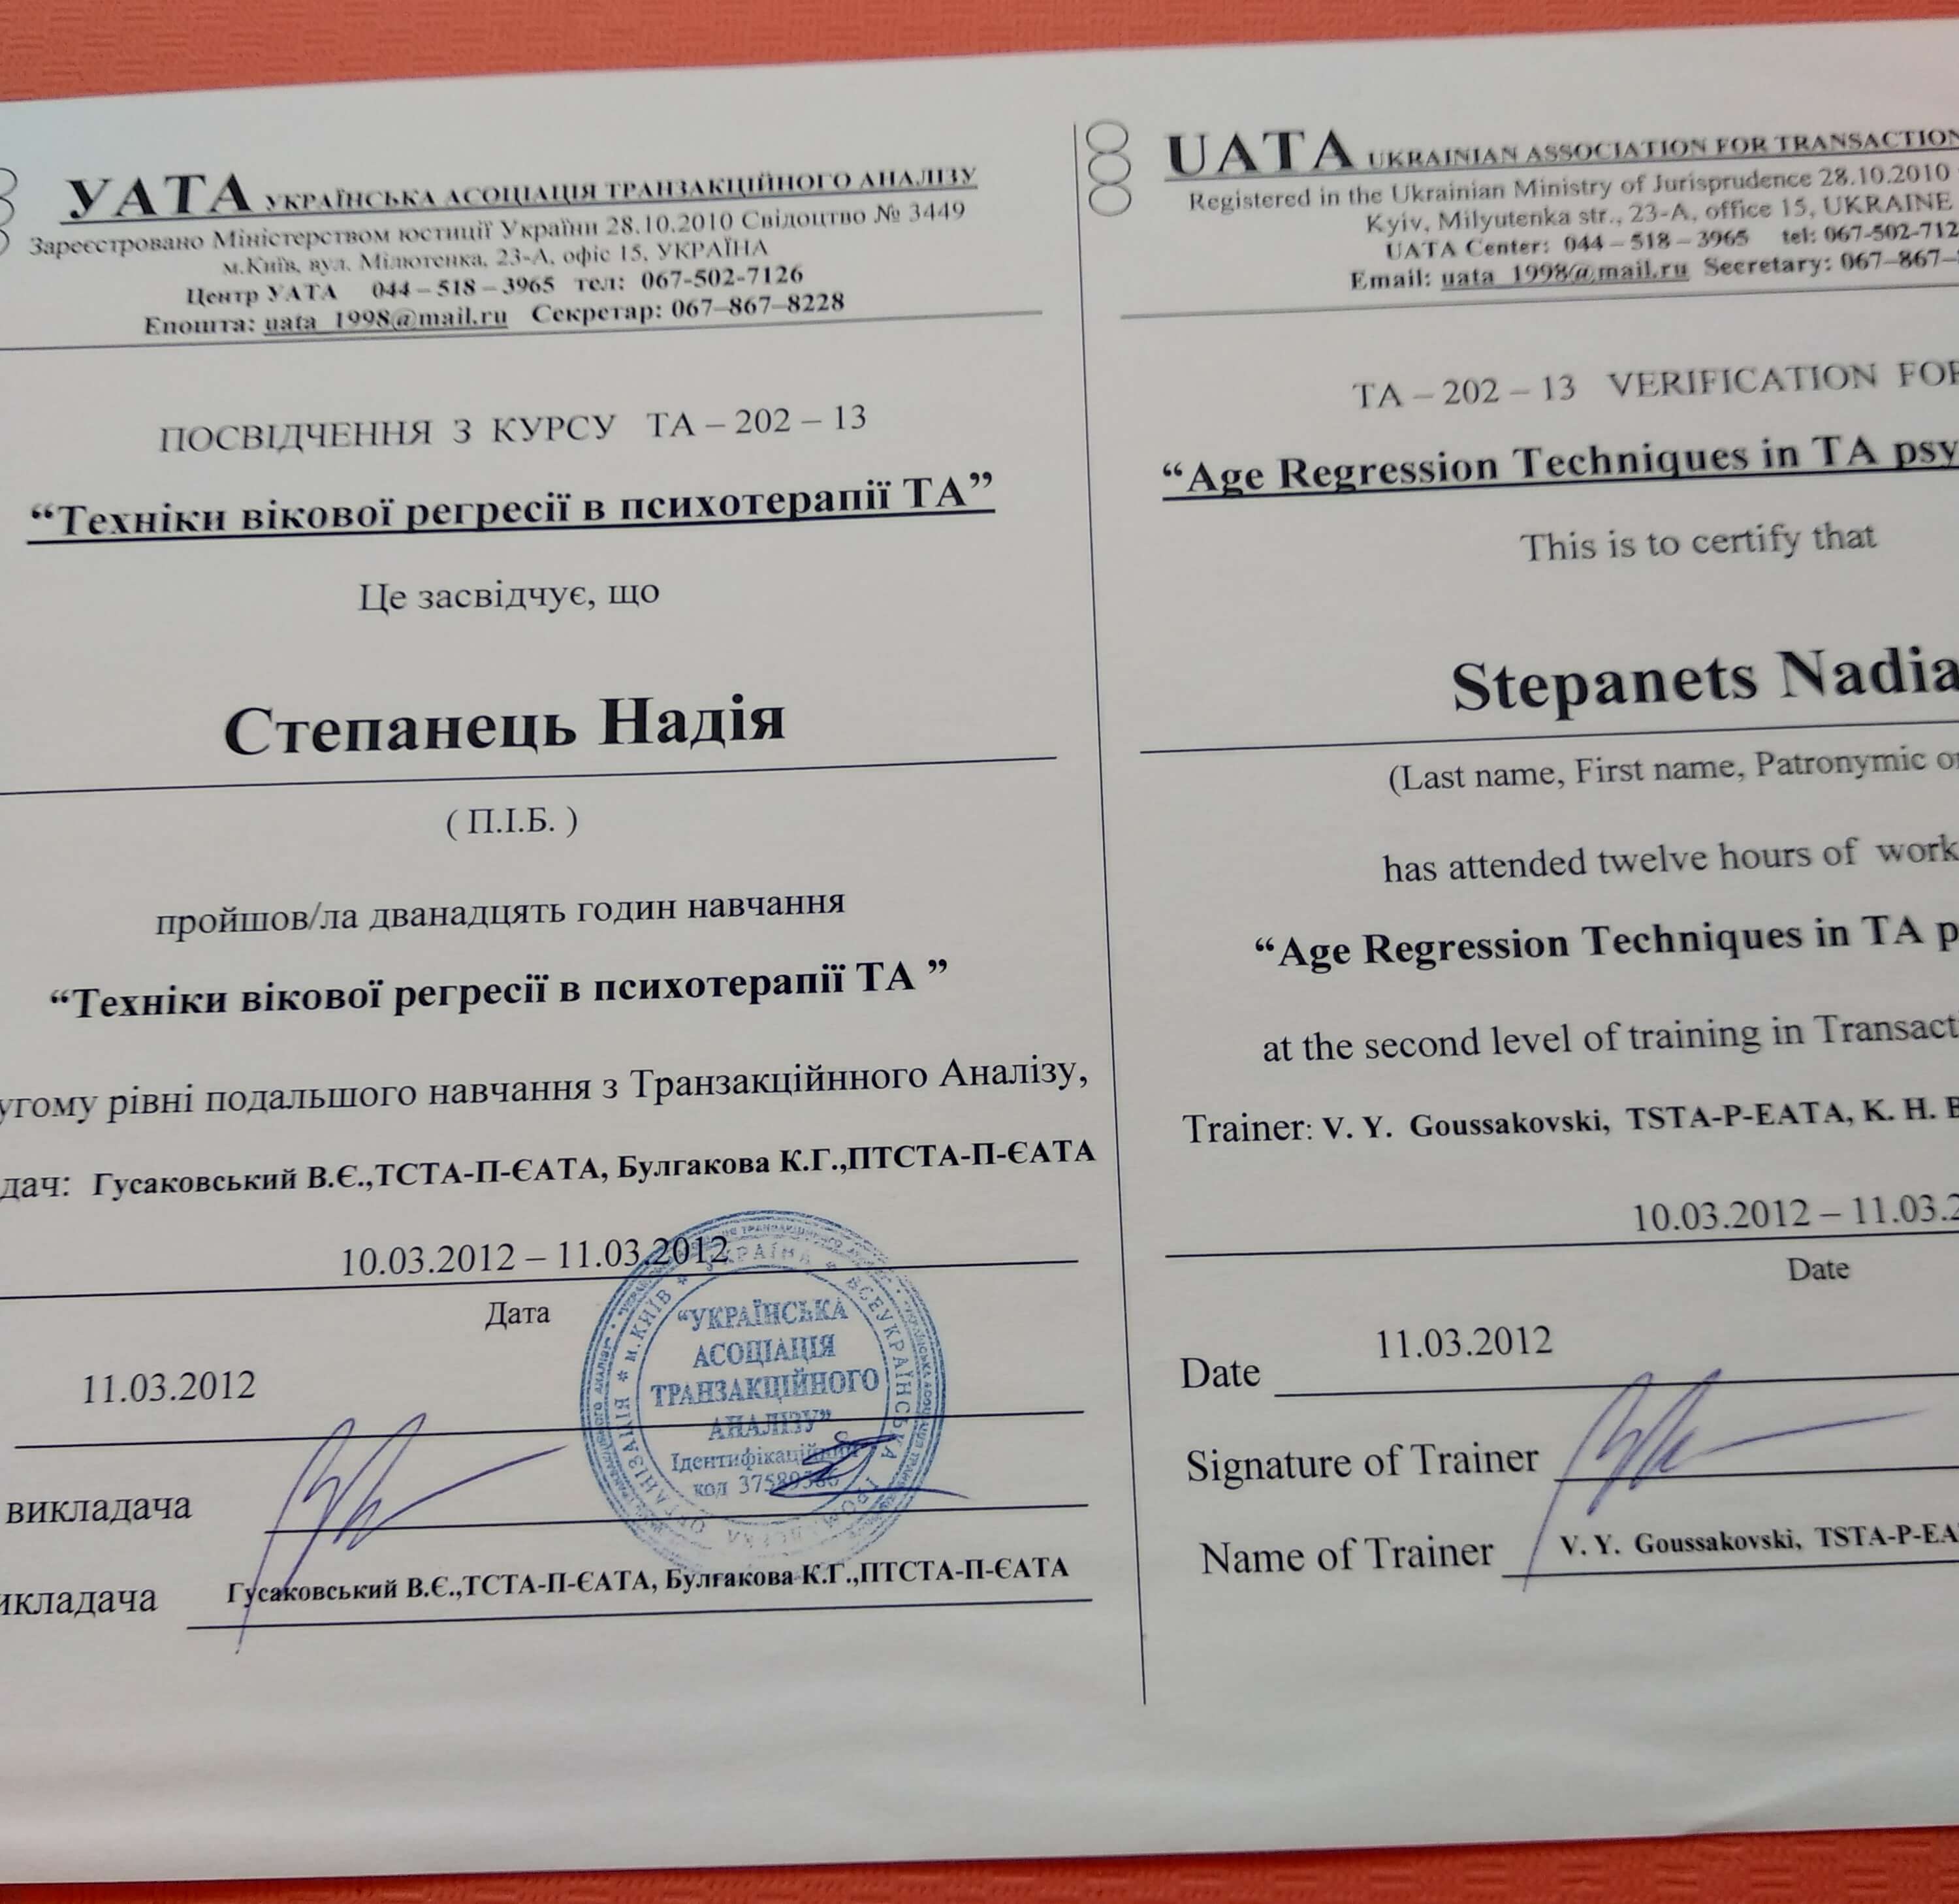 УАТА УКРАЇНСЬКА АСОЦІАЦІЯ ТРАНЗАКЦІЙНОГО АНАЛІЗУ
Зареєстровано Міністерством юстиції України 28.10.2010 Свідоцтво № 3449
м.Київ, вул. Мілютенка, 23-А, офіс 15, УКРАЇНА
Центр УАТА 044 – 518 – 3965 тел: 067-502-7126
Епошта: uata_1998@mail.ru Секретар: 067–867–8228
ПОСВІДЧЕННЯ З КУРСУ ТА – 202 – 13
“Техніки вікової регресії в психотерапії ТА”
Це засвідчує, що
Степанець Надія
( П.І.Б. )
пройшов/ла дванадцять годин навчання
“Техніки вікової регресії в психотерапії ТА ”
угому рівні подальшого навчання з Транзакційнного Аналізу,
дач: Гусаковський В.Є.,ТСТА-П-ЄАТА, Булгакова К.Г.,ПТСТА-П-ЄАТА
10.03.2012 – 11.03.2012
Дата
11.03.2012
викладача
икладача Гусаковський В.Є.,ТСТА-П-ЄАТА, Булгакова К.Г.,ПТСТА-П-ЄАТА
м.КИЇВ * УКРАЇНА * ВСЕУКРАЇНСЬКА ГРОМАДСЬКА ОРГАНІЗАЦІЯ *
“УКРАЇНСЬКА
АСОЦІАЦІЯ
ТРАНЗАКЦІЙНОГО
АНАЛІЗУ”
Ідентифікаційний
код
UATA UKRAINIAN ASSOCIATION FOR TRANSACTION
Registered in the Ukrainian Ministry of Jurisprudence 28.10.2010
Kyiv, Milyutenka str., 23-A, office 15, UKRAINE
UATA Center: 044 – 518 – 3965 tel: 067-502-712
Email: uata_1998@mail.ru Secretary: 067–867–
TA – 202 – 13 VERIFICATION FOR
“Age Regression Techniques in TA psy
This is to certify that
Stepanets Nadia
(Last name, First name, Patronymic or
has attended twelve hours of work
“Age Regression Techniques in TA p
at the second level of training in Transact
Trainer: V. Y. Goussakovski, TSTA-P-EATA, K. H. B
10.03.2012 – 11.03.2
Date
Date 11.03.2012
Signature of Trainer
Name of Trainer V. Y. Goussakovski, TSTA-P-EA